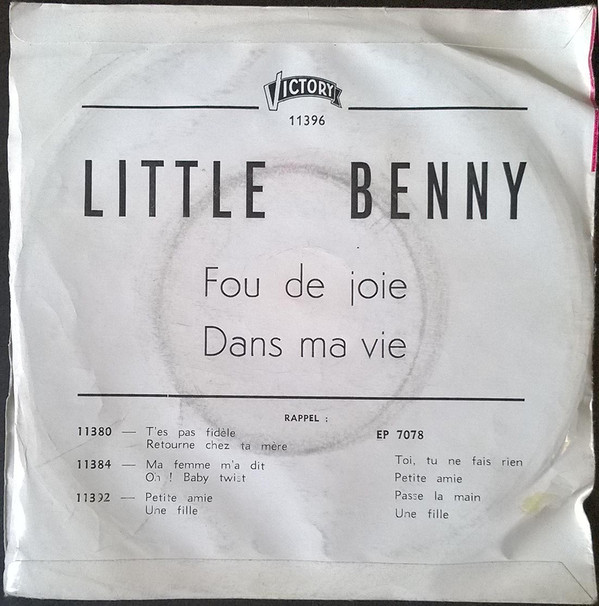 VICTORY
11396
LITTLE BENNY
Fou de joie
Dans ma vie
RAPPEL :
11380 — T'es pas fidèle
Retourne chez ta mère
11384 — Ma femme m'a dit
Oh ! Baby twist
11392 — Petite amie
Une fille
EP 7078
Toi, tu ne fais rien
Petite amie
Passe la main
Une fille